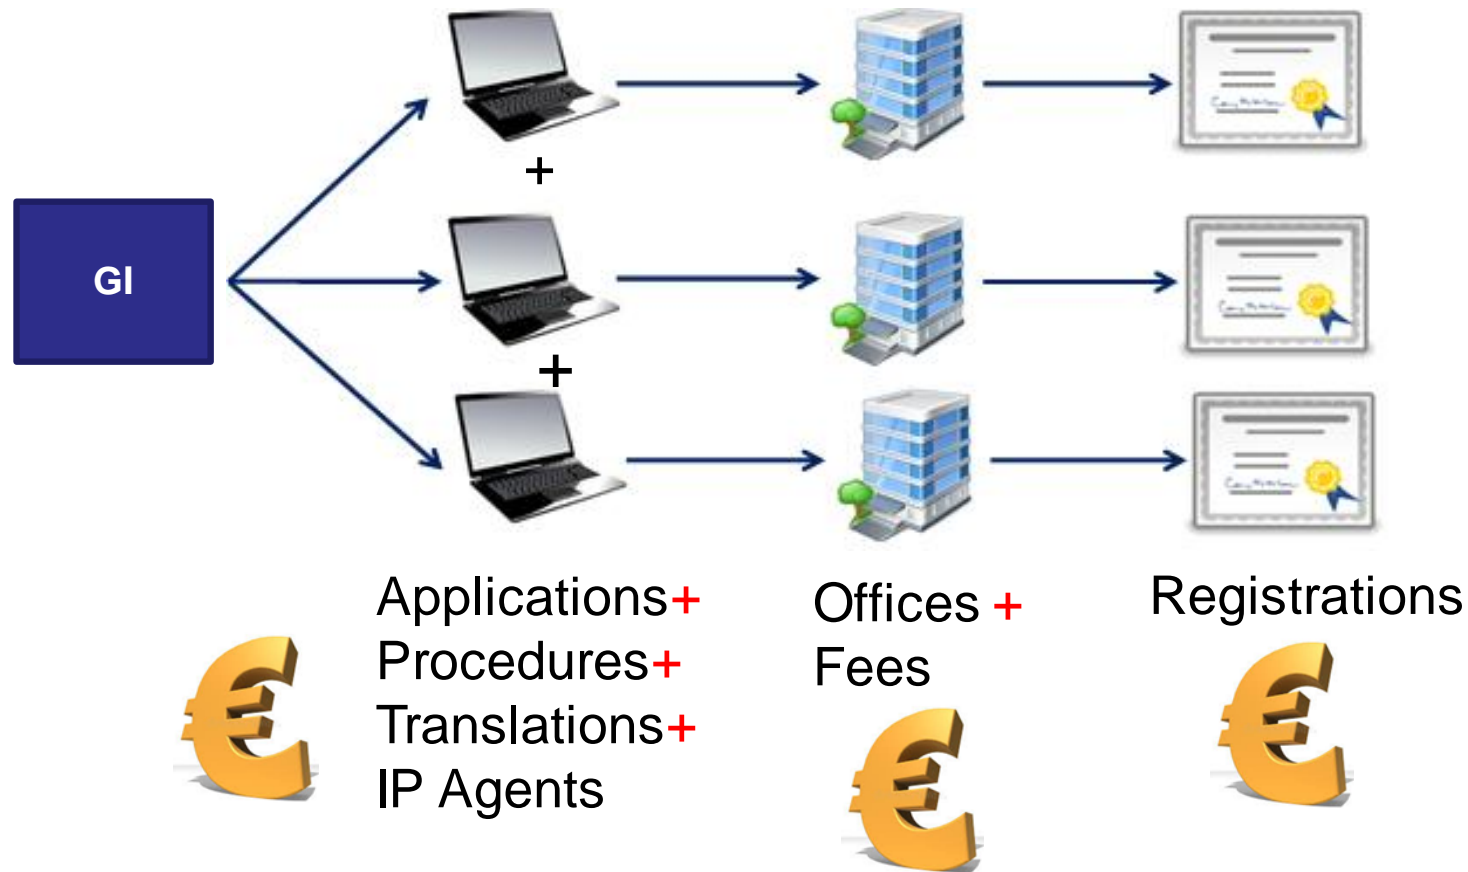 +
GI
+
Applications+
Procedures+
Translations+
IP Agents
Offices +
Fees
Registrations
€
€
€